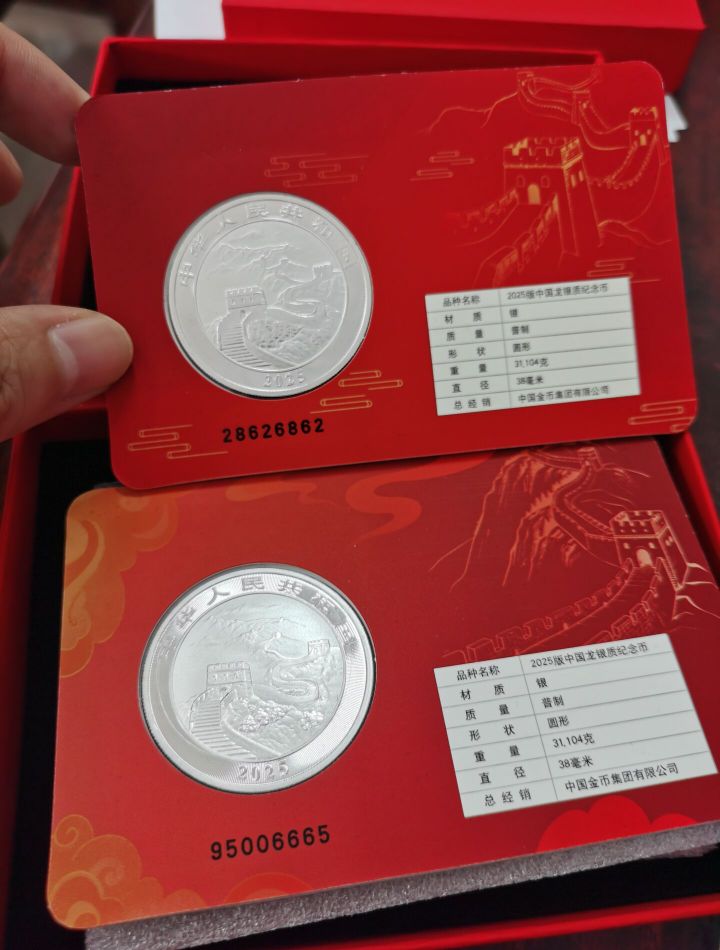 中华人民共和国
2025
28626862
品种名称 2025版中国龙银质纪念币
材 质 银
质 量 普制
形 状 圆形
重 量 31.104克
直 径 38毫米
总 经 销 中国金币集团有限公司
中华人民共和国
2025
95006665
品种名称 2025版中国龙银质纪念币
材 质 银
质 量 普制
形 状 圆形
重 量 31.104克
直 径 38毫米
总 经 销 中国金币集团有限公司